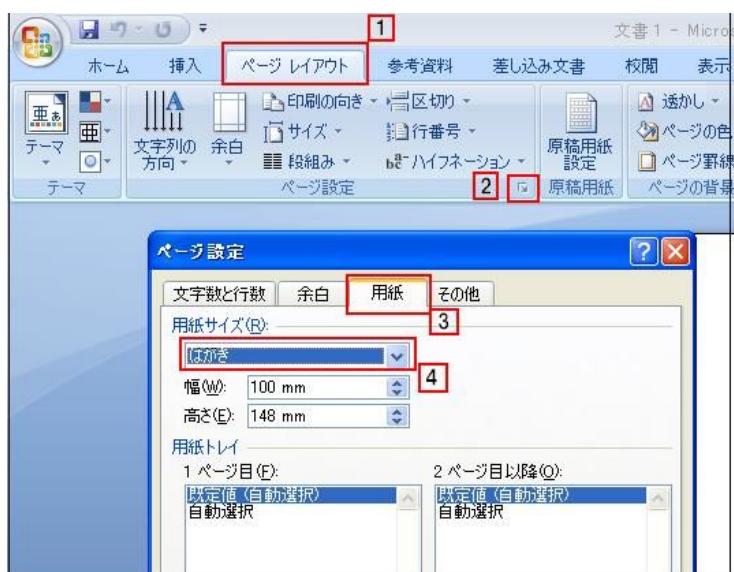 1
文書 1 - Micros
ホーム 挿入 ページ レイアウト 参考資料 差し込み文書 校閲 表示
亜あ A 印刷の向き 区切り 透かし
テーマ 文字列の方向 余白 サイズ 行番号 原稿用紙設定 ページの色
段組み ハイフネーション ページ罫線
テーマ ページ設定 2 原稿用紙 ページの背景
ページ設定
文字数と行数 余白 用紙 その他
用紙サイズ(R): 3
はがき
4
幅(W): 100 mm
高さ(E): 148 mm
用紙トレイ
1 ページ目(F): 2 ページ目以降(O):
既定値 (自動選択) 既定値 (自動選択)
自動選択 自動選択